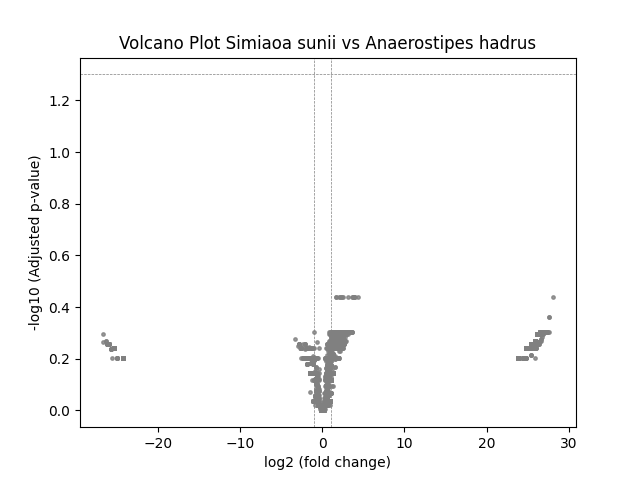 Volcano Plot Simiaoa sunii vs Anaerostipes hadrus
-log10 (Adjusted p-value)
1.2
1.0
0.8
0.6
0.4
0.2
0.0
−20 −10 0 10 20 30
log2 (fold change)